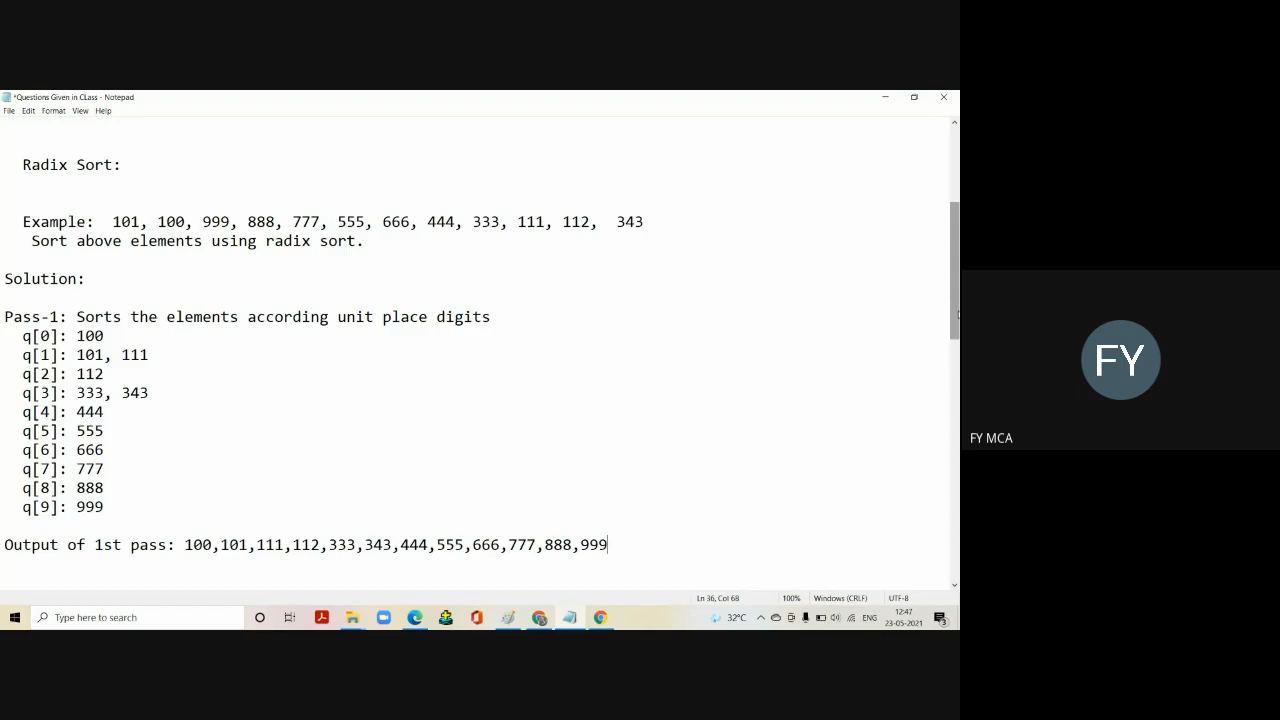 *Questions Given in CLass - Notepad
File Edit Format View Help
Radix Sort:
Example: 101, 100, 999, 888, 777, 555, 666, 444, 333, 111, 112, 343
Sort above elements using radix sort.
Solution:
Pass-1: Sorts the elements according unit place digits
q[0]: 100
q[1]: 101, 111
q[2]: 112
q[3]: 333, 343
q[4]: 444
q[5]: 555
q[6]: 666
q[7]: 777
q[8]: 888
q[9]: 999
Output of 1st pass: 100,101,111,112,333,343,444,555,666,777,888,999
Ln 36, Col 68 100% Windows (CRLF) UTF-8
Type here to search
32°C ENG
12:47
23-05-2021
3
FY
FY MCA